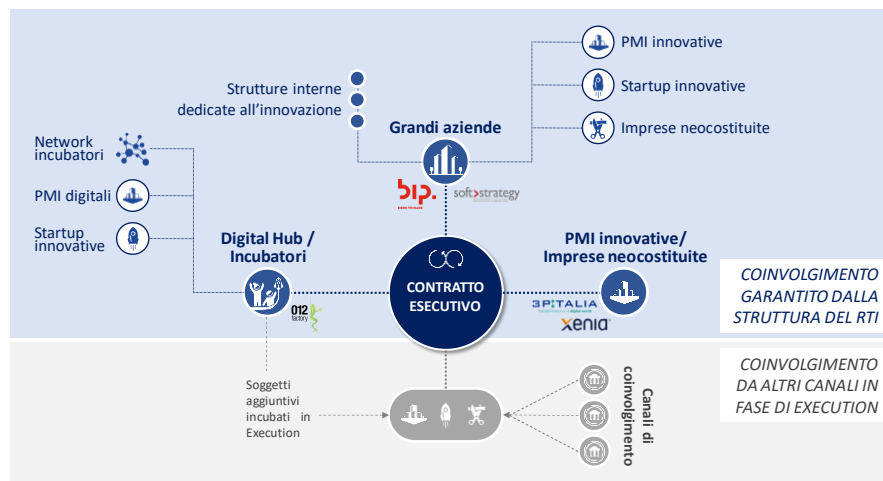 PMI innovative
Startup innovative
Imprese neocostituite
Strutture interne
dedicate all'innovazione
Grandi aziende
bip.
soft>strategy
Network
incubatori
PMI digitali
Startup
innovative
Digital Hub /
Incubatori
012
factory
CONTRATTO
ESECUTIVO
PMI innovative/
Imprese neocostituite
3PITALIA
xenia
COINVOLGIMENTO
GARANTITO DALLA
STRUTTURA DEL RTI
COINVOLGIMENTO
DA ALTRI CANALI IN
FASE DI EXECUTION
Soggetti
aggiuntivi
incubati in
Execution
Canali di
coinvolgimento